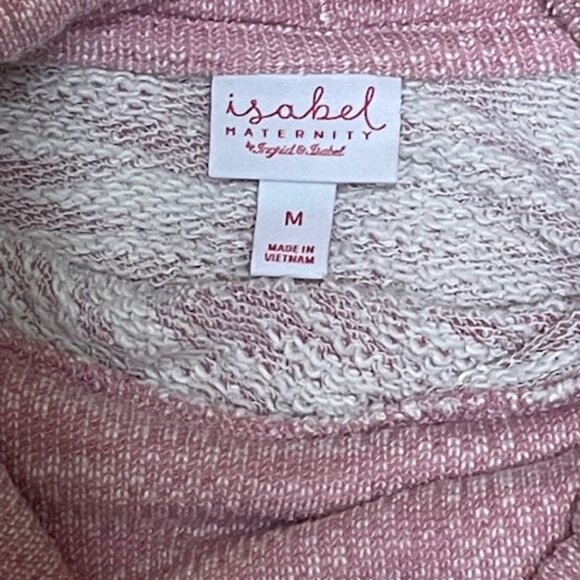 isabel
MATERNITY
by Ingrid & Isabel
M
MADE IN
VIETNAM